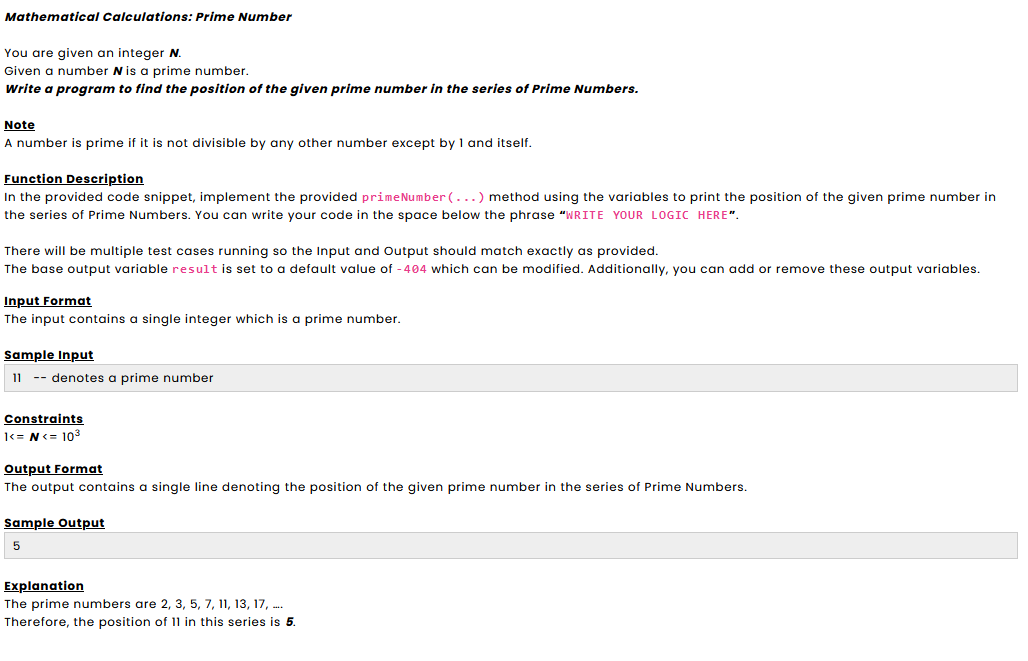 Mathematical Calculations: Prime Number
You are given an integer N.
Given a number N is a prime number.
Write a program to find the position of the given prime number in the series of Prime Numbers.
Note
A number is prime if it is not divisible by any other number except by 1 and itself.
Function Description
In the provided code snippet, implement the provided primeNumber(...) method using the variables to print the position of the given prime number in
the series of Prime Numbers. You can write your code in the space below the phrase “WRITE YOUR LOGIC HERE”.
There will be multiple test cases running so the Input and Output should match exactly as provided.
The base output variable result is set to a default value of -404 which can be modified. Additionally, you can add or remove these output variables.
Input Format
The input contains a single integer which is a prime number.
Sample Input
11 -- denotes a prime number
Constraints
1<= N <= 10³
Output Format
The output contains a single line denoting the position of the given prime number in the series of Prime Numbers.
Sample Output
5
Explanation
The prime numbers are 2, 3, 5, 7, 11, 13, 17, ....
Therefore, the position of 11 in this series is 5.